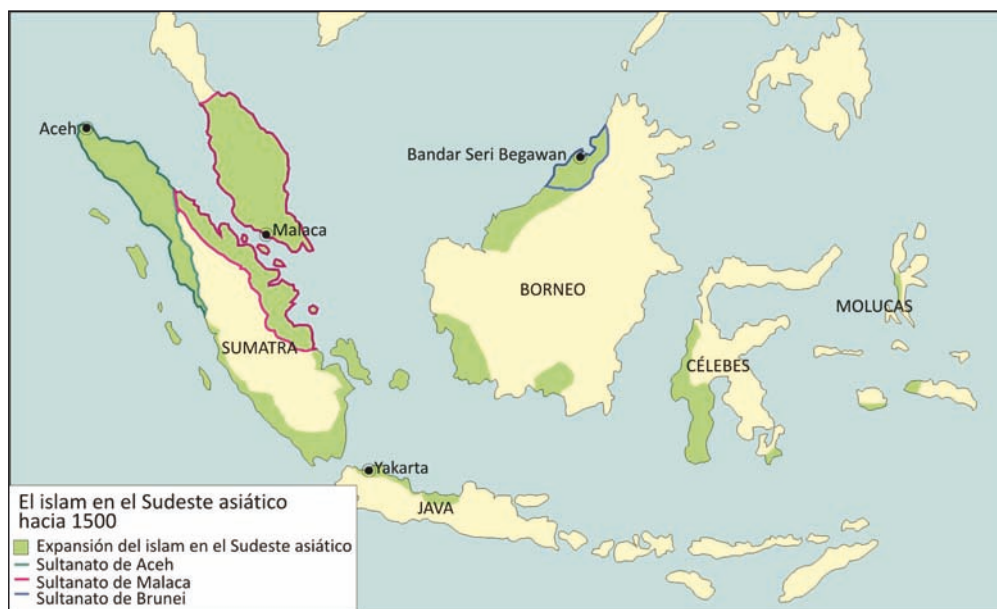 Aceh
Malaca
Bandar Seri Begawan
BORNEO
MOLUCAS
SUMATRA
CÉLEBES
Yakarta
JAVA
El islam en el Sudeste asiático
hacia 1500
Expansión del islam en el Sudeste asiático
Sultanato de Aceh
Sultanato de Malaca
Sultanato de Brunei